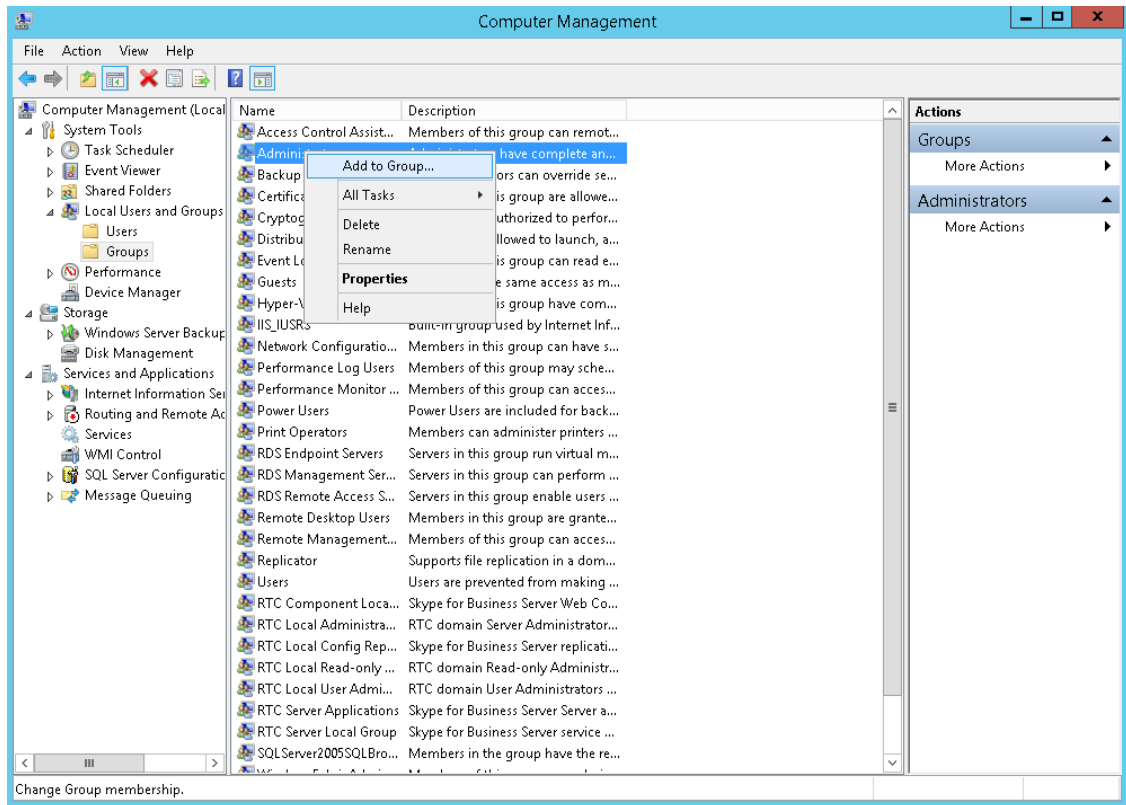 Computer Management
File Action View Help
Computer Management (Local
System Tools
Task Scheduler
Event Viewer
Shared Folders
Local Users and Groups
Users
Groups
Performance
Device Manager
Storage
Windows Server Backup
Disk Management
Services and Applications
Internet Information Ser
Routing and Remote Ac
Services
WMI Control
SQL Server Configuratic
Message Queuing
Name Description
Access Control Assist... Members of this group can remot...
Admini have complete an...
Backup ors can override se...
Certifica is group are allowe...
Cryptog uthorized to perfor...
Distribu llowed to launch, a...
Event Lo is group can read e...
Guests e same access as m...
Hyper-V is group have com...
IIS_IUSRS Built-in group used by Internet Inf...
Network Configuratio... Members in this group can have s...
Performance Log Users Members of this group may sche...
Performance Monitor ... Members of this group can acces...
Power Users Power Users are included for back...
Print Operators Members can administer printers ...
RDS Endpoint Servers Servers in this group run virtual m...
RDS Management Ser... Servers in this group can perform ...
RDS Remote Access S... Servers in this group enable users ...
Remote Desktop Users Members in this group are grante...
Remote Management... Members of this group can acces...
Replicator Supports file replication in a dom...
Users Users are prevented from making ...
RTC Component Loca... Skype for Business Server Web Co...
RTC Local Administra... RTC domain Server Administrator...
RTC Local Config Rep... Skype for Business Server replicati...
RTC Local Read-only ... RTC domain Read-only Administr...
RTC Local User Admi... RTC domain User Administrators ...
RTC Server Applications Skype for Business Server Server a...
RTC Server Local Group Skype for Business Server service ...
SQLServer2005SQLBro... Members in the group have the re...
Add to Group...
All Tasks
Delete
Rename
Properties
Help
Actions
Groups
More Actions
Administrators
More Actions
Change Group membership.